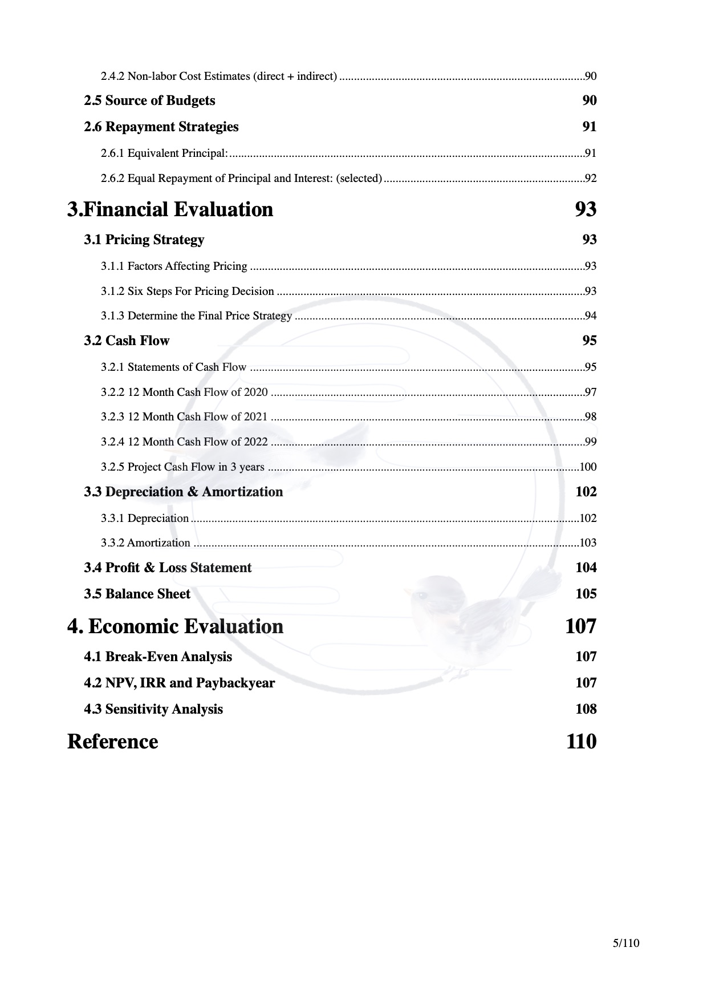 2.4.2 Non-labor Cost Estimates (direct + indirect) ....................................................................................90
2.5 Source of Budgets 90
2.6 Repayment Strategies 91
2.6.1 Equivalent Principal:........................................................................................................................91
2.6.2 Equal Repayment of Principal and Interest: (selected)....................................................................92
3.Financial Evaluation 93
3.1 Pricing Strategy 93
3.1.1 Factors Affecting Pricing .................................................................................................................93
3.1.2 Six Steps For Pricing Decision ........................................................................................................93
3.1.3 Determine the Final Price Strategy ..................................................................................................94
3.2 Cash Flow 95
3.2.1 Statements of Cash Flow .................................................................................................................95
3.2.2 12 Month Cash Flow of 2020 ..........................................................................................................97
3.2.3 12 Month Cash Flow of 2021 ..........................................................................................................98
3.2.4 12 Month Cash Flow of 2022 ..........................................................................................................99
3.2.5 Project Cash Flow in 3 years .........................................................................................................100
3.3 Depreciation & Amortization 102
3.3.1 Depreciation...................................................................................................................................102
3.3.2 Amortization ..................................................................................................................................103
3.4 Profit & Loss Statement 104
3.5 Balance Sheet 105
4. Economic Evaluation 107
4.1 Break-Even Analysis 107
4.2 NPV, IRR and Paybackyear 107
4.3 Sensitivity Analysis 108
Reference 110
5/110